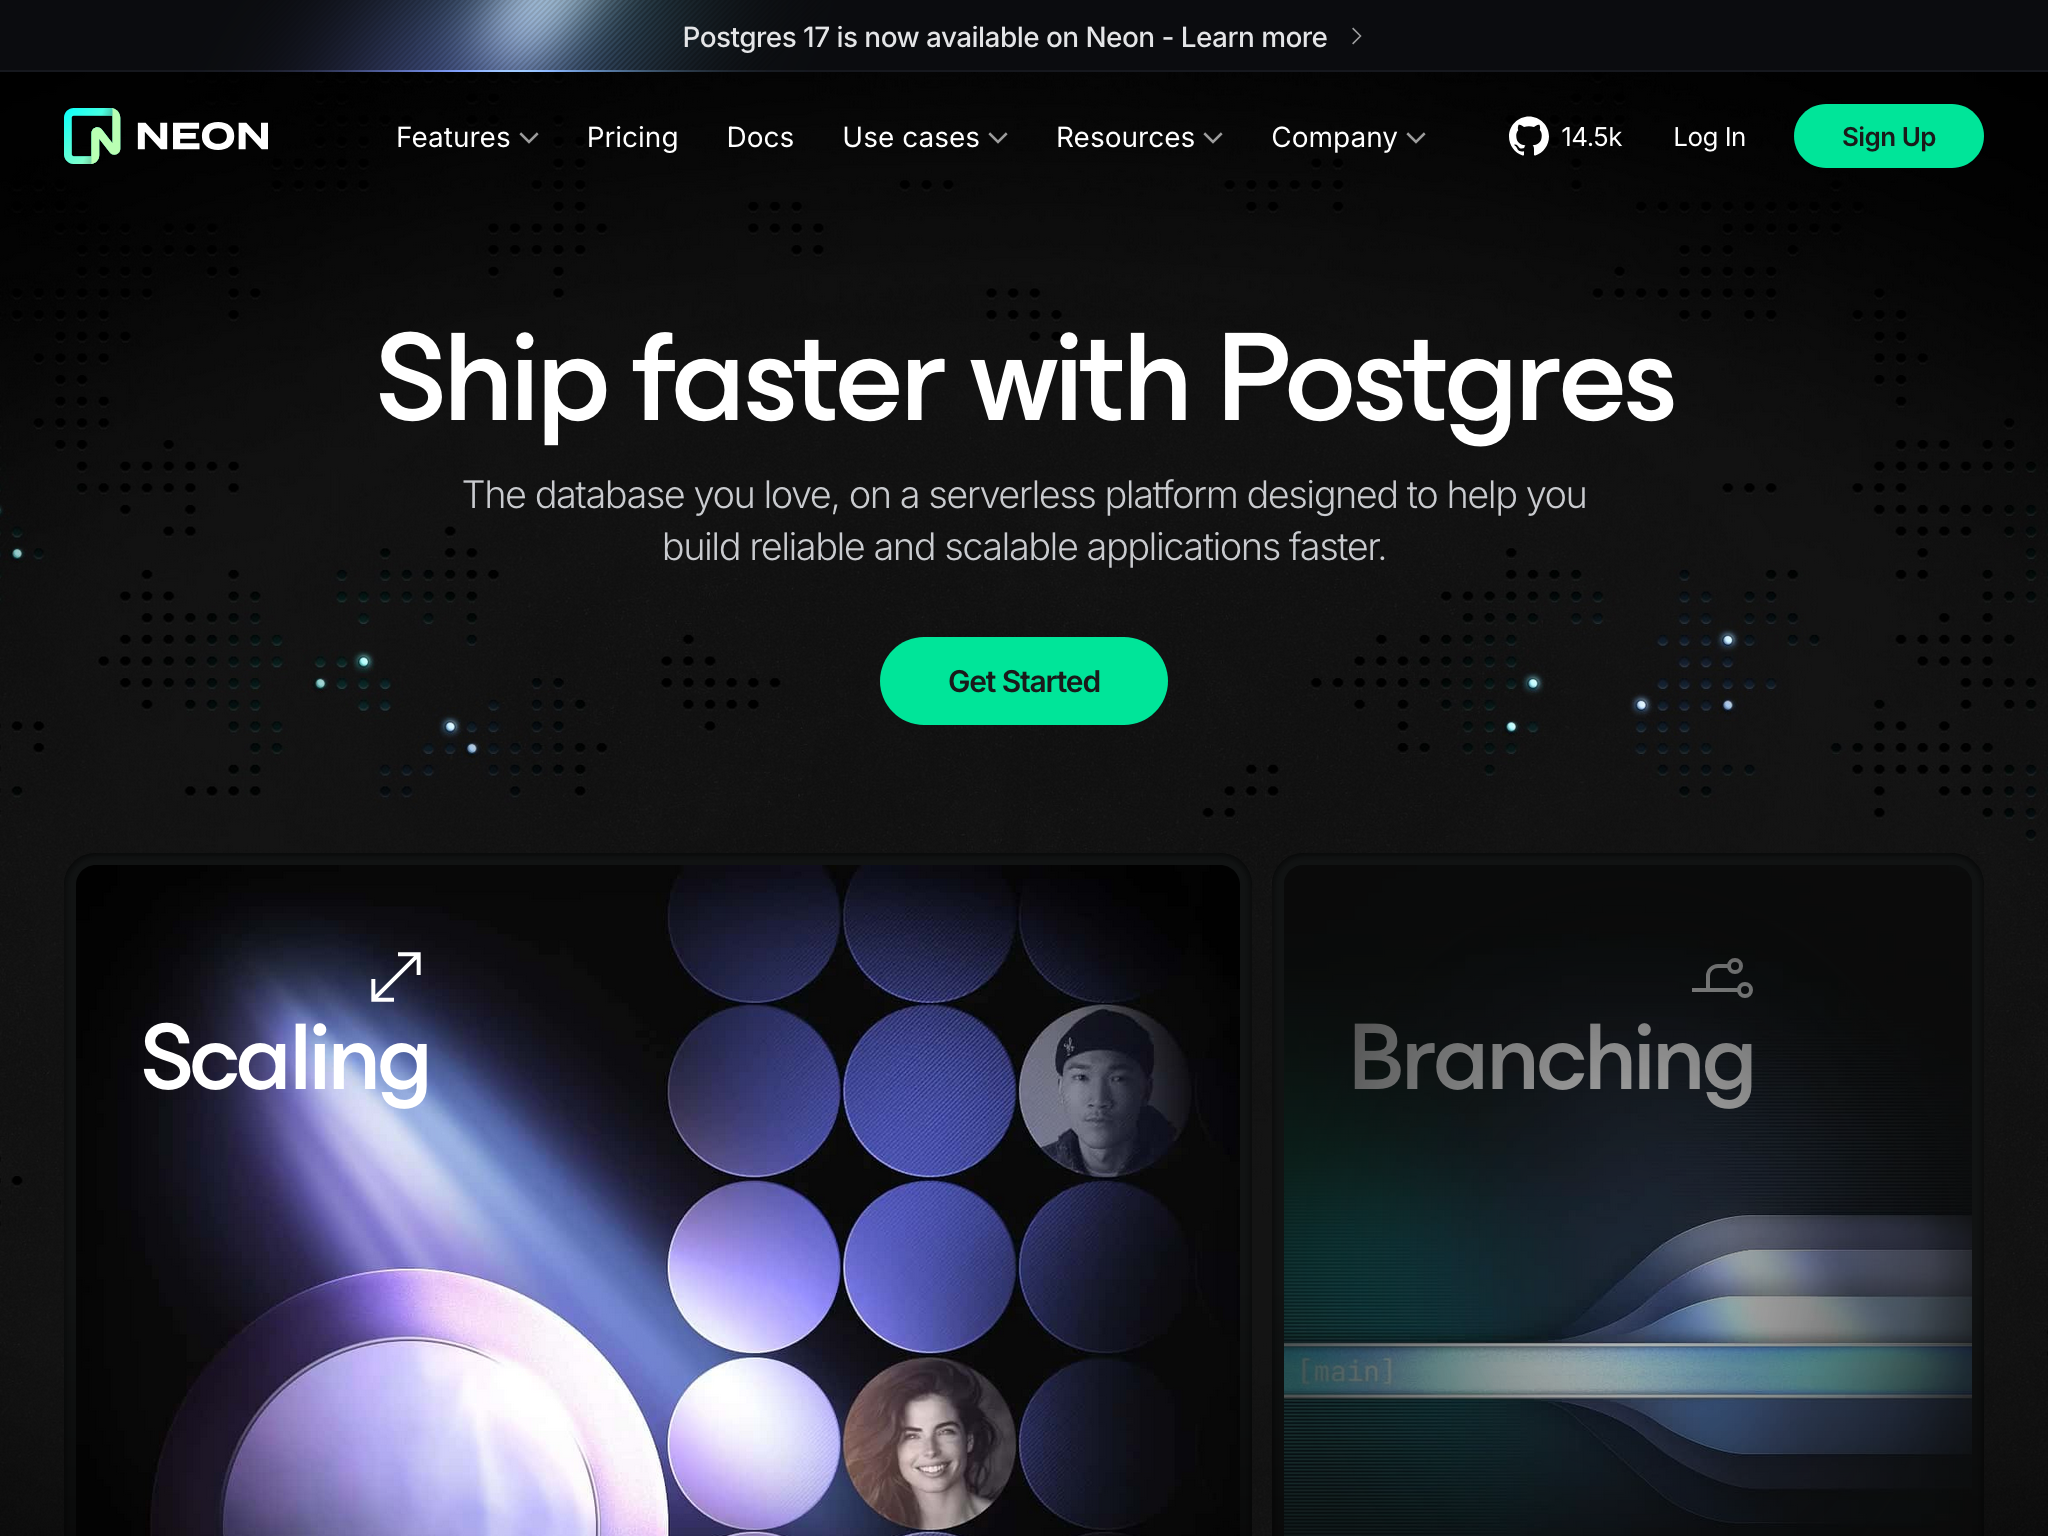 Postgres 17 is now available on Neon - Learn more
NEON
Features
Pricing
Docs
Use cases
Resources
Company
14.5k
Log In
Sign Up
Ship faster with Postgres
The database you love, on a serverless platform designed to help you
build reliable and scalable applications faster.
Get Started
Scaling
Branching
[main]